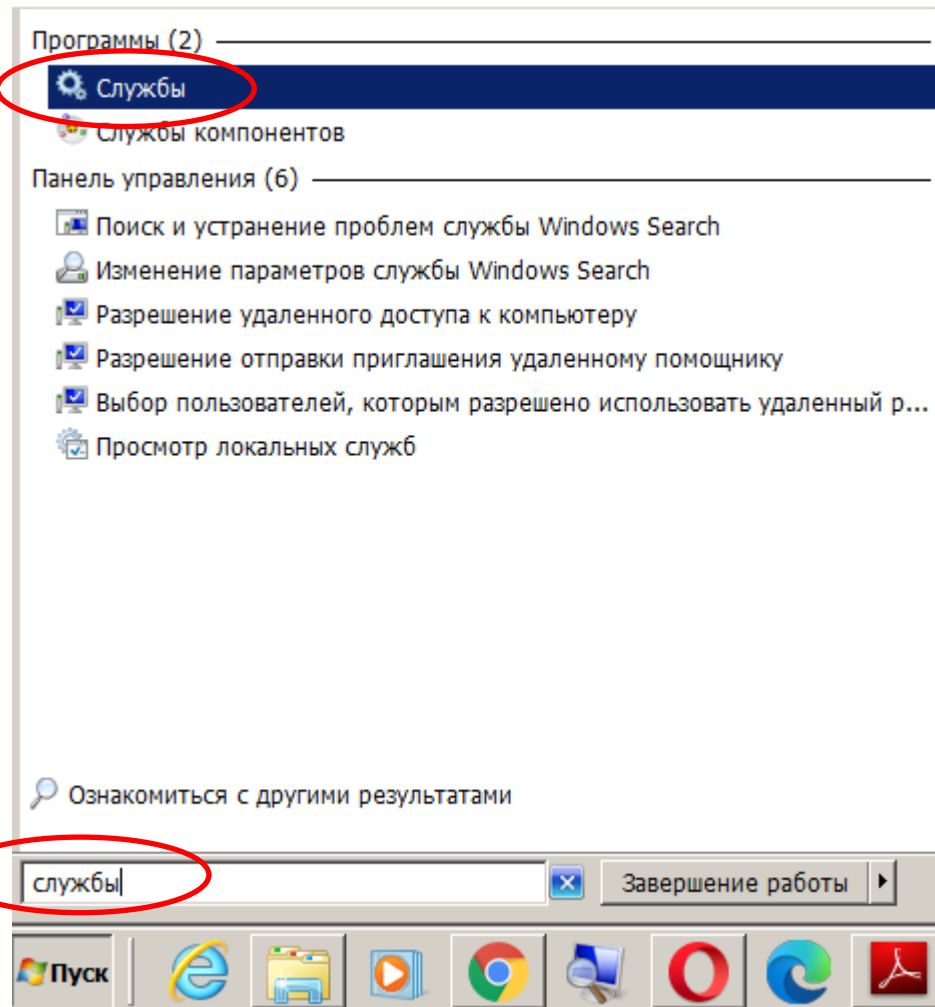 Программы (2)
Службы
Службы компонентов
Панель управления (6)
Поиск и устранение проблем службы Windows Search
Изменение параметров службы Windows Search
Разрешение удаленного доступа к компьютеру
Разрешение отправки приглашения удаленному помощнику
Выбор пользователей, которым разрешено использовать удаленный р...
Просмотр локальных служб
Ознакомиться с другими результатами
службы
Завершение работы
Пуск